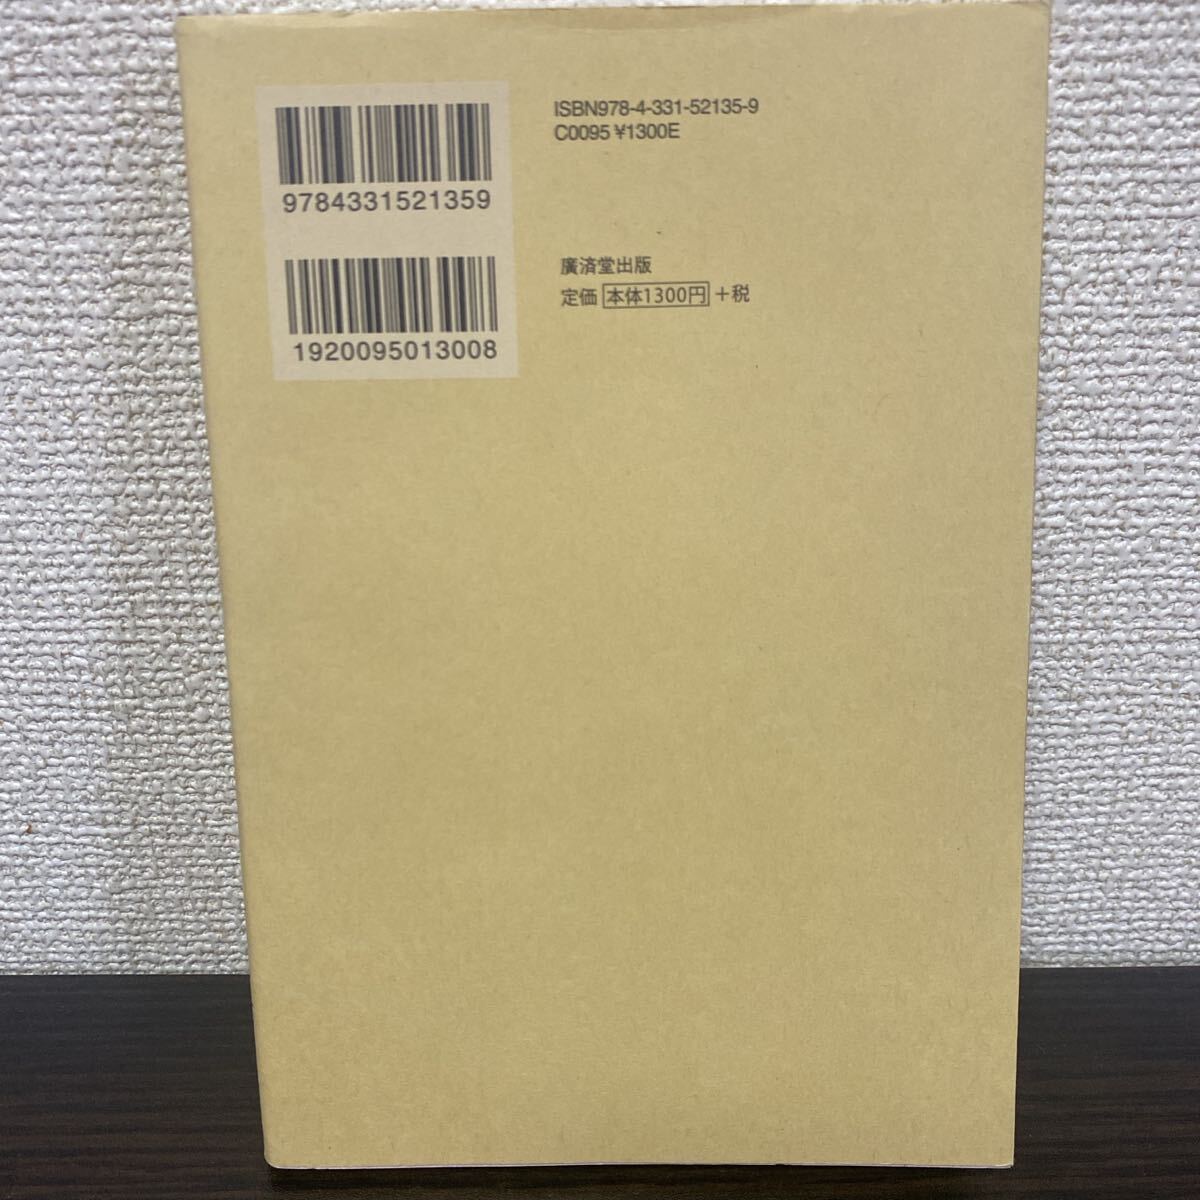 9784331521359
1920095013008
ISBN978-4-331-52135-9
C0095 ¥1300E
廣済堂出版
定価 本体1300円 +税